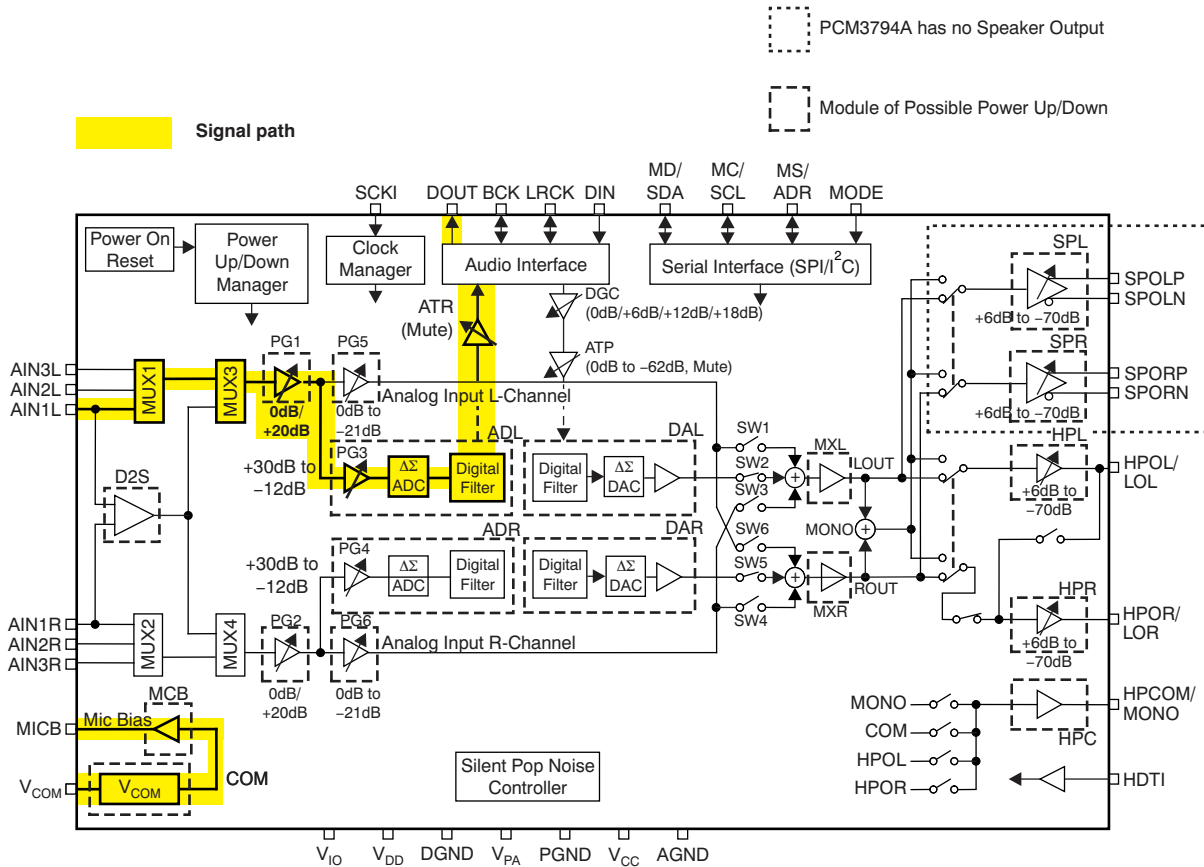 PCM3794A has no Speaker Output
Module of Possible Power Up/Down
Signal path
SCKI
DOUT
BCK
LRCK
DIN
MD/
SDA
MC/
SCL
MS/
ADR
MODE
Power On
Reset
Power
Up/Down
Manager
Clock
Manager
Audio Interface
Serial Interface (SPI/I²C)
ATR
(Mute)
DGC
(0dB/+6dB/+12dB/+18dB)
ATP
(0dB to −62dB, Mute)
SPL
+6dB to −70dB
SPOLP
SPOLN
SPR
+6dB to −70dB
SPORP
SPORN
AIN3L
AIN2L
AIN1L
MUX1
MUX3
PG1
0dB/
+20dB
PG5
0dB to
−21dB
Analog Input L-Channel
ADL
PG3
+30dB to
−12dB
ΔΣ
ADC
Digital
Filter
DAL
Digital
Filter
ΔΣ
DAC
SW1
SW2
SW3
MXL
LOUT
HPL
+6dB to
−70dB
HPOL/
LOL
D2S
MONO
ADR
PG4
+30dB to
−12dB
ΔΣ
ADC
Digital
Filter
DAR
Digital
Filter
ΔΣ
DAC
SW6
SW5
SW4
MXR
ROUT
HPR
+6dB to
−70dB
HPOR/
LOR
AIN1R
AIN2R
AIN3R
MUX2
MUX4
PG2
0dB/
+20dB
PG6
0dB to
−21dB
Analog Input R-Channel
MCB
MICB
Mic Bias
COM
VCOM
VCOM
Silent Pop Noise
Controller
MONO
COM
HPOL
HPOR
HPC
HPCOM/
MONO
HDTI
VIO
VDD
DGND
VPA
PGND
VCC
AGND